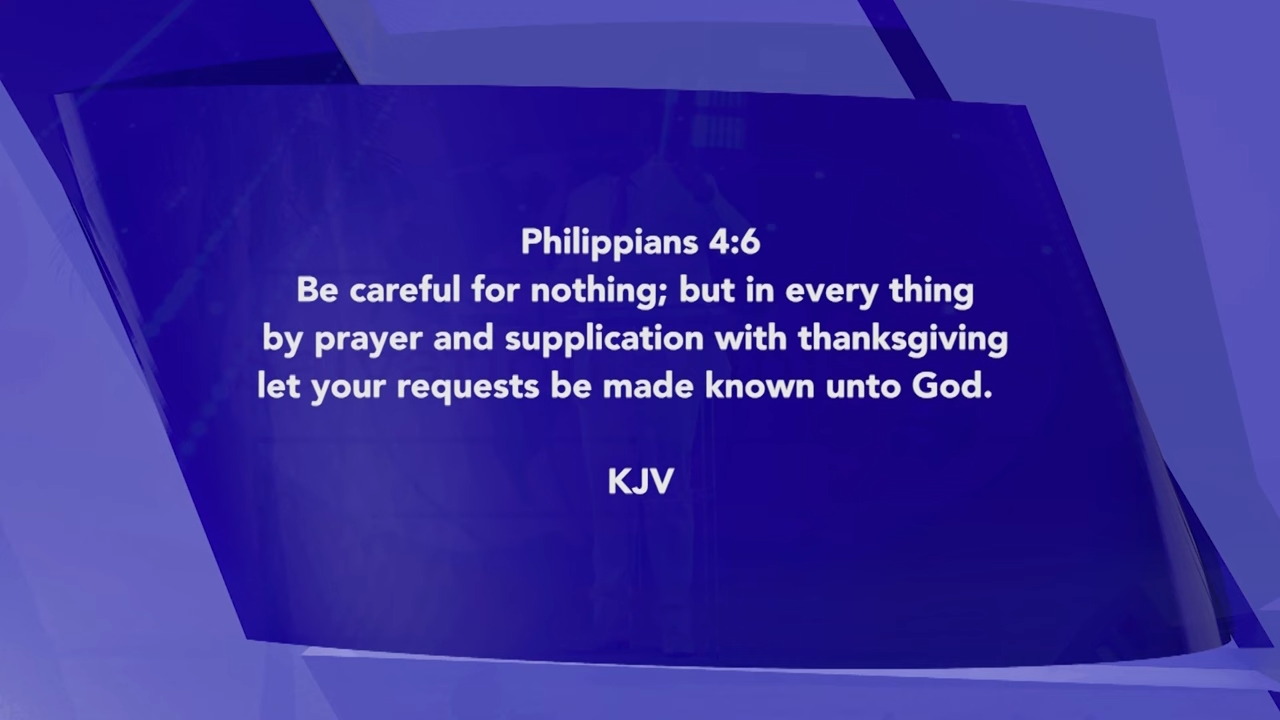 Philippians 4:6
Be careful for nothing; but in every thing
by prayer and supplication with thanksgiving
let your requests be made known unto God.
KJV